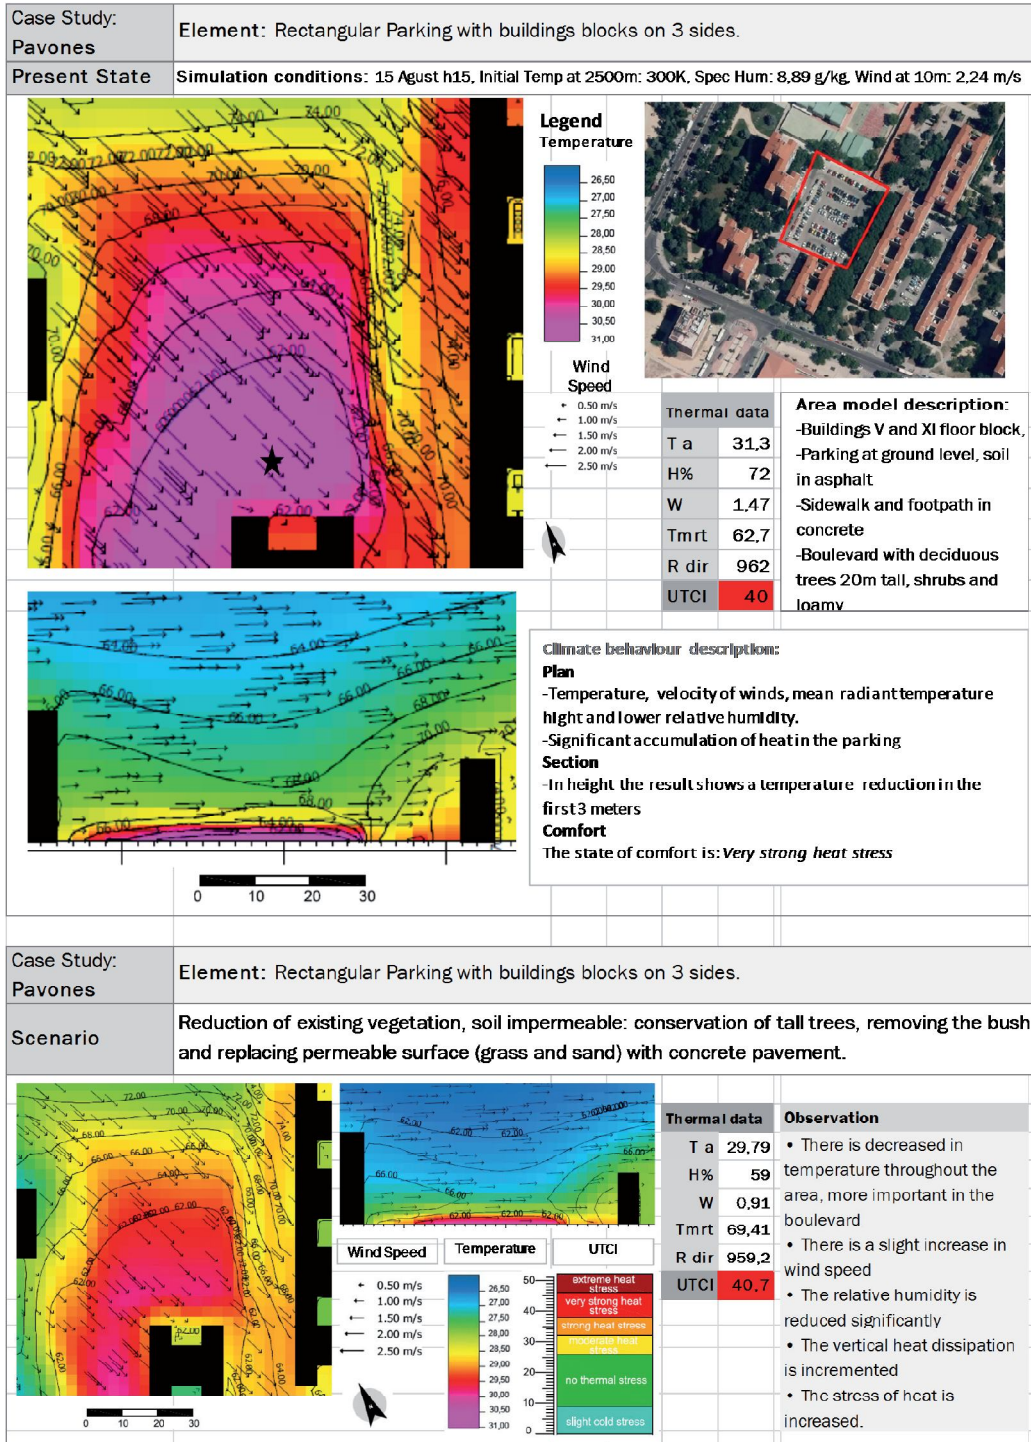 Case Study:
Pavones
Element: Rectangular Parking with buildings blocks on 3 sides.
Present State
Simulation conditions: 15 Agust h15, Initial Temp at 2500m: 300K, Spec Hum: 8,89 g/kg, Wind at 10m: 2,24 m/s
Legend
Temperature
26,50
27,00
27,50
28,00
28,50
29,00
29,50
30,00
30,50
31,00
Wind
Speed
0.50 m/s
1.00 m/s
1.50 m/s
2.00 m/s
2.50 m/s
Thermal data
T a 31,3
H% 72
W 1,47
Tmrt 62,7
R dir 962
UTCI 40
Area model description:
-Buildings V and XI floor block,
-Parking at ground level, soil
in asphalt
-Sidewalk and footpath in
concrete
-Boulevard with deciduous
trees 20m tall, shrubs and
loamy
Climate behaviour description:
Plan
-Temperature, velocity of winds, mean radiant temperature
hight and lower relative humidity.
-Significant accumulation of heat in the parking
Section
-In height the result shows a temperature reduction in the
first 3 meters
Comfort
The state of comfort is: Very strong heat stress
0 10 20 30
Case Study:
Pavones
Element: Rectangular Parking with buildings blocks on 3 sides.
Scenario
Reduction of existing vegetation, soil impermeable: conservation of tall trees, removing the bush
and replacing permeable surface (grass and sand) with concrete pavement.
Thermal data
T a 29,79
H% 59
W 0,91
Tmrt 69,41
R dir 959,2
UTCI 40,7
Observation
• There is decreased in
temperature throughout the
area, more important in the
boulevard
• There is a slight increase in
wind speed
• The relative humidity is
reduced significantly
• The vertical heat dissipation
is incremented
• The stress of heat is
increased.
Wind Speed
0.50 m/s
1.00 m/s
1.50 m/s
2.00 m/s
2.50 m/s
Temperature
26,50
27,00
27,50
28,00
28,50
29,00
29,50
30,00
30,50
31,00
UTCI
50
40
30
20
10
0
extreme heat
stress
very strong heat
stress
strong heat stress
moderate heat
stress
no thermal stress
slight cold stress
0 10 20 30